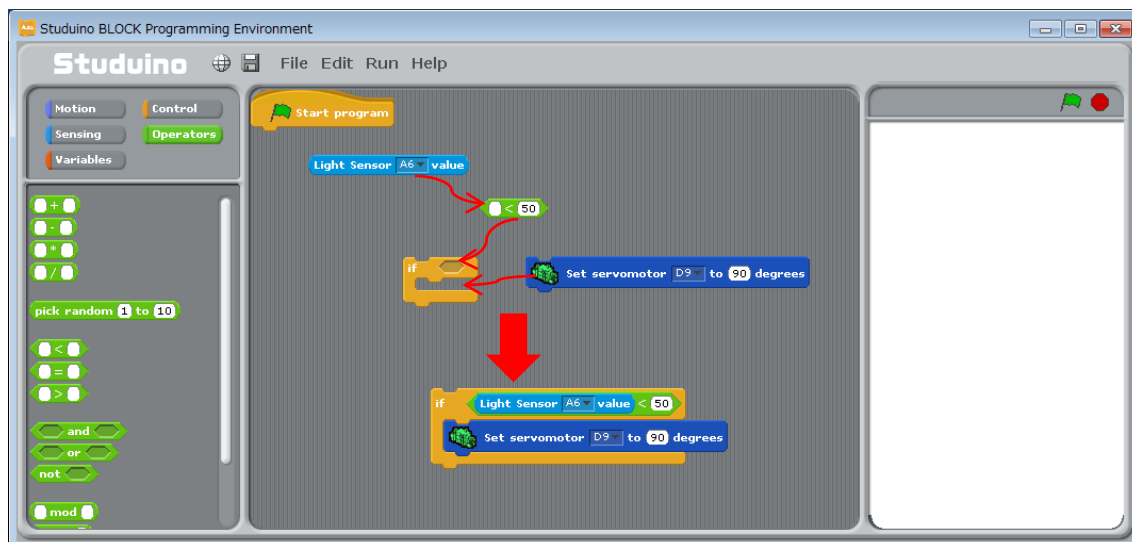 Studuino BLOCK Programming Environment
Studuino File Edit Run Help
Motion Control
Sensing Operators
Variables
+
-
*
/
pick random 1 to 10
<
=
>
and
or
not
mod
Start program
Light Sensor A6 value
< 50
if
Set servomotor D9 to 90 degrees
if Light Sensor A6 value < 50
Set servomotor D9 to 90 degrees